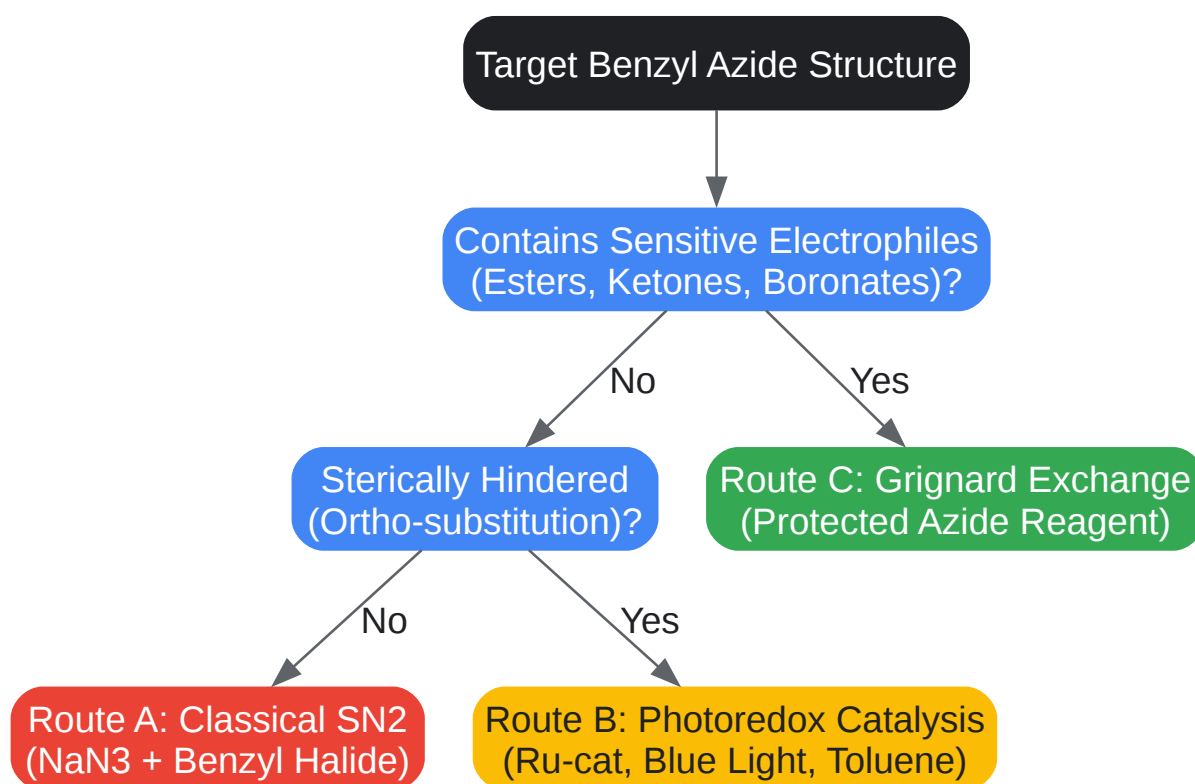 Target Benzyl Azide Structure
Contains Sensitive Electrophiles
(Esters, Ketones, Boronates)?
No
Yes
Sterically Hindered
(Ortho-substitution)?
Route C: Grignard Exchange
(Protected Azide Reagent)
No
Yes
Route A: Classical SN2
(NaN3 + Benzyl Halide)
Route B: Photoredox Catalysis
(Ru-cat, Blue Light, Toluene)